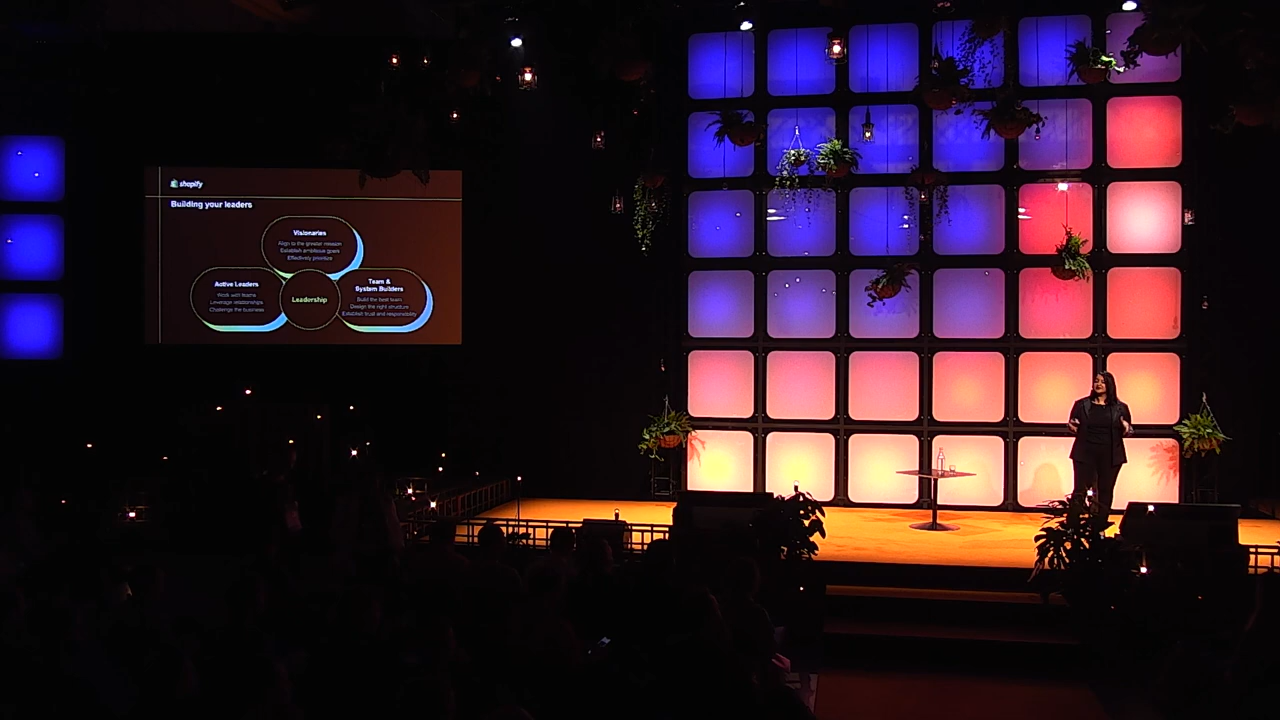 shopify
Building your leaders
Visionaries
Align to the greater mission
Establish ambitious goals
Effectively prioritize
Active Leaders
Work with teams
Leverage relationships
Challenge the business
Leadership
Team &
System Builders
Build the best team
Design the right structure
Establish trust and responsibility